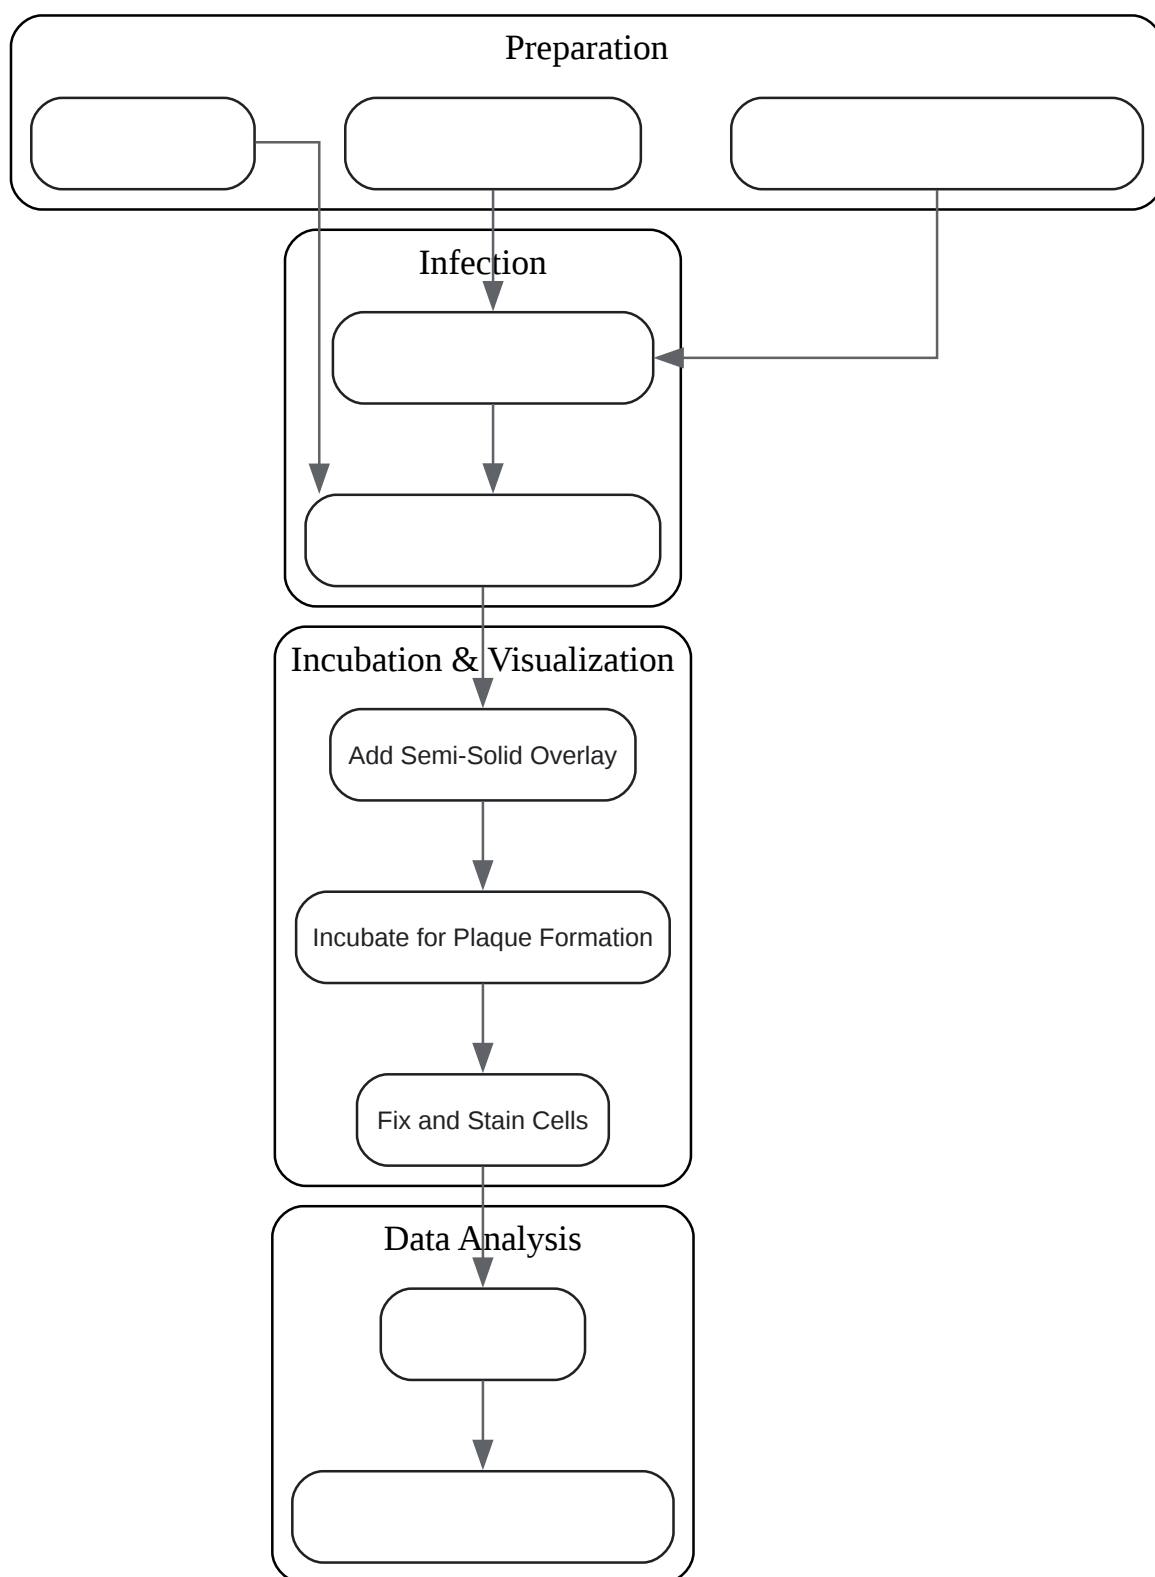 Preparation
Infection
Incubation & Visualization
Add Semi-Solid Overlay
Incubate for Plaque Formation
Fix and Stain Cells
Data Analysis